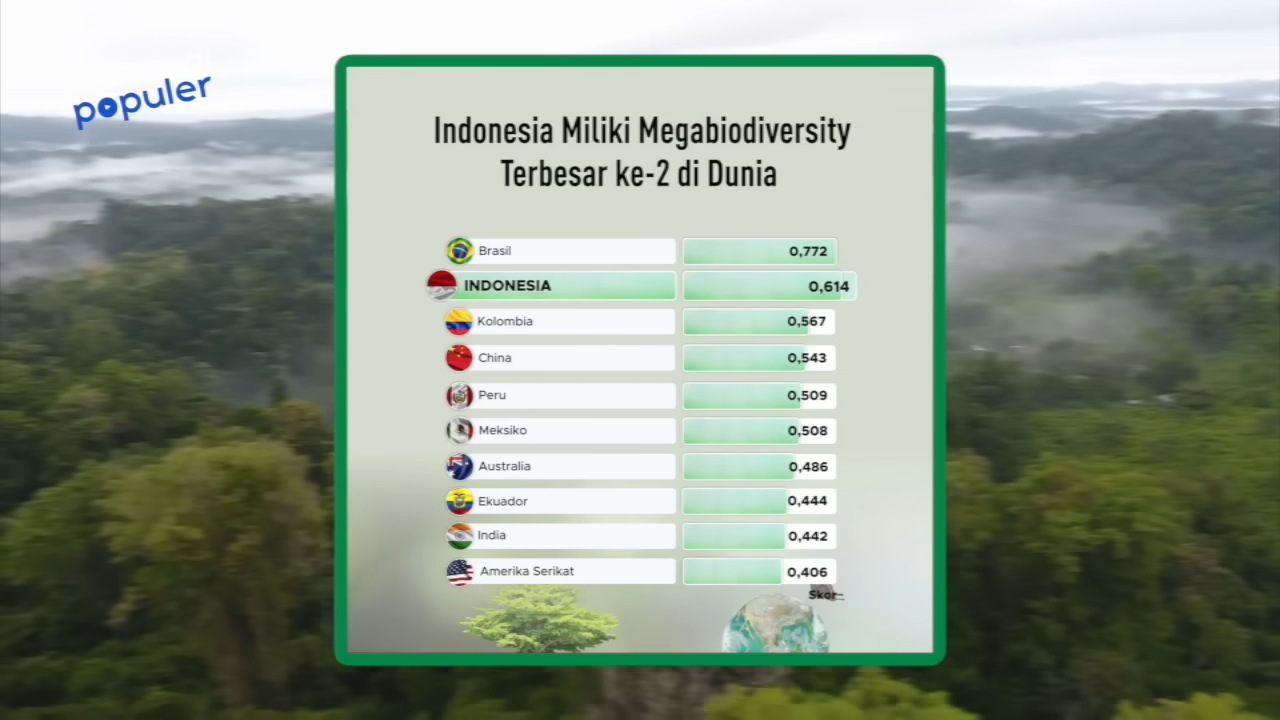 populer
Indonesia Miliki Megabiodiversity
Terbesar ke-2 di Dunia
Brasil 0,772
INDONESIA 0,614
Kolombia 0,567
China 0,543
Peru 0,509
Meksiko 0,508
Australia 0,486
Ekuador 0,444
India 0,442
Amerika Serikat 0,406
Skor